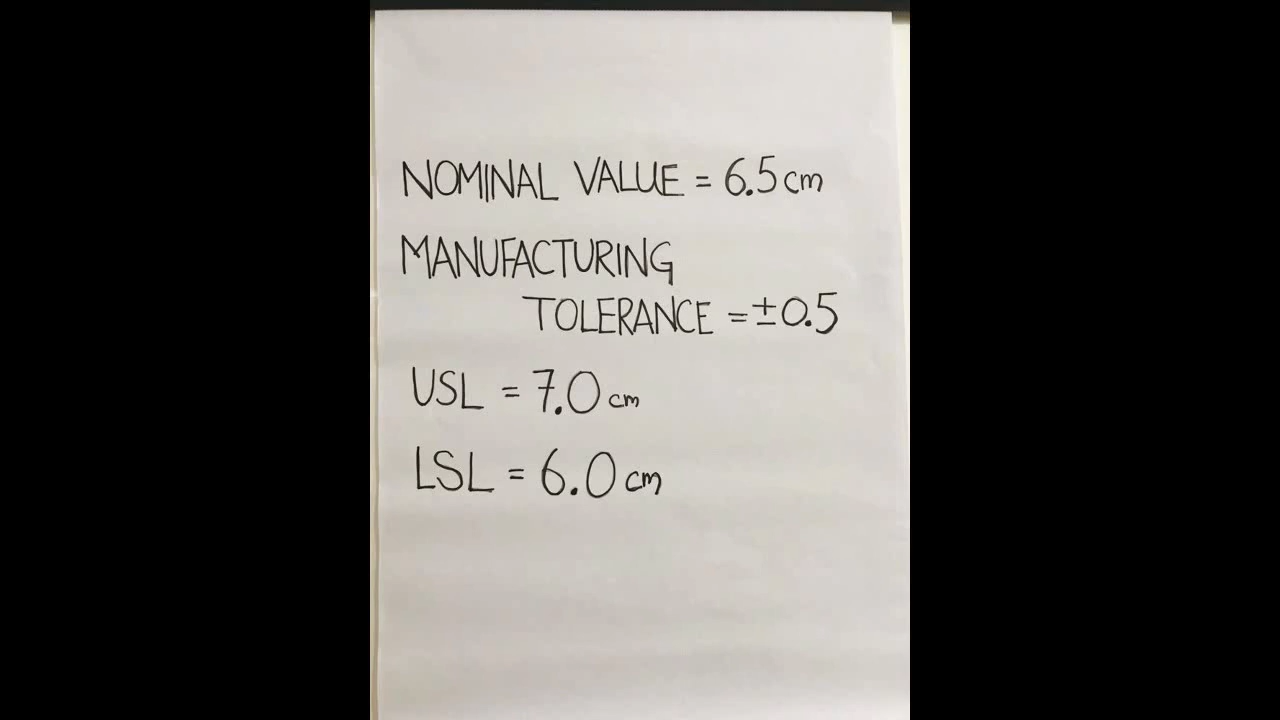 NOMINAL VALUE = 6.5 cm
MANUFACTURING
TOLERANCE = ±0.5
USL = 7.0 cm
LSL = 6.0 cm